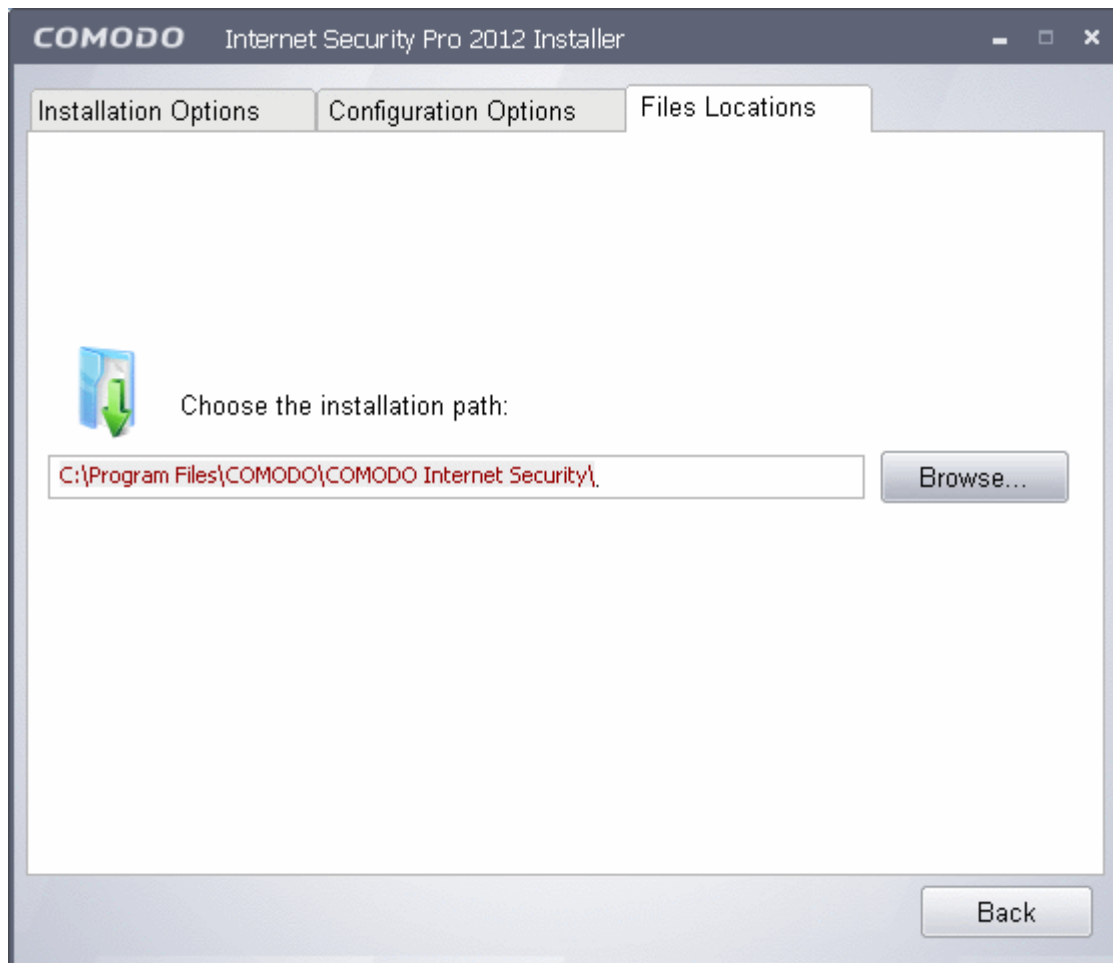 COMODO Internet Security Pro 2012 Installer
Installation Options Configuration Options Files Locations
Choose the installation path:
C:\Program Files\COMODO\COMODO Internet Security\ Browse...
Back